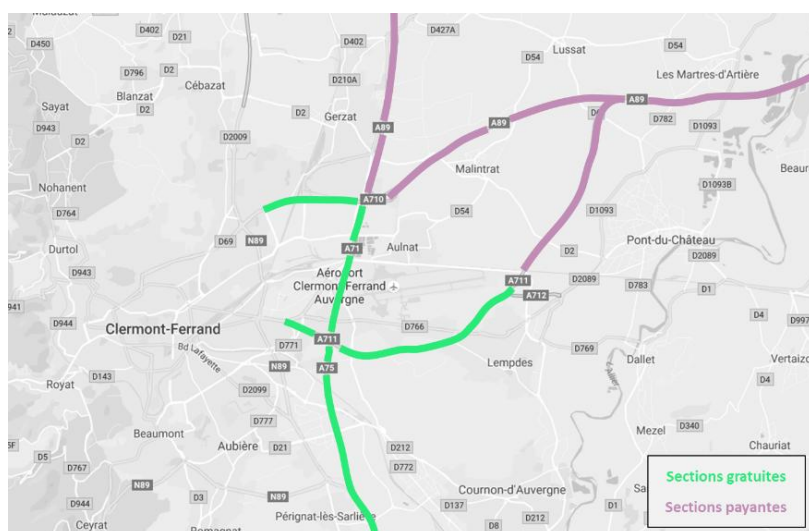 D402
D427A
D450
D402
D21
D54
D54
Lussat
D796
Cébazat
D210A
Les Martres-d'Artière
Blanzat
D2
Sayat
D2
Gerzat
A89
D943
D2009
A89
A89
D782
D1093
D2
Malintrat
Nohanent
A710
D1093B
D764
D54
D1093
Durtol
D69
N89
A71
Aulnat
D2
Pont-du-Château
D2089
D943
Aéroport
Clermont-Ferrand
Auvergne
A711
D2089
D783
D1
A712
D944
Clermont-Ferrand
D766
D4
D997
A711
Bd Lafayette
D771
D769
Dallet
N89
A75
Lempdes
L'Allier
Royat
D143
D4
D2099
D777
D340
Beaumont
Mezel
Chauriat
D5
Aubière
D21
D212
D767
D772
Sections gratuites
N89
Cournon-d'Auvergne
D944
D3
N89
D137
D1
Sections payantes
Ceyrat
Pérignat-lès-Sarliève
D8
D212